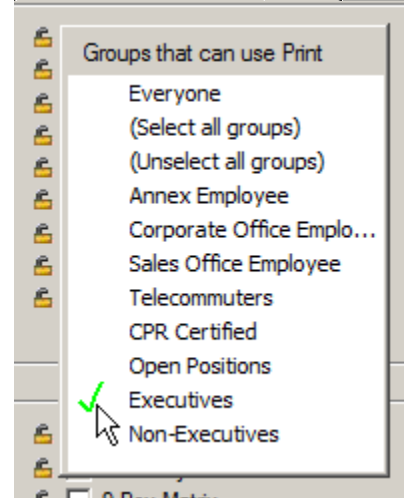 Groups that can use Print
Everyone
(Select all groups)
(Unselect all groups)
Annex Employee
Corporate Office Emplo...
Sales Office Employee
Telecommuters
CPR Certified
Open Positions
Executives
Non-Executives